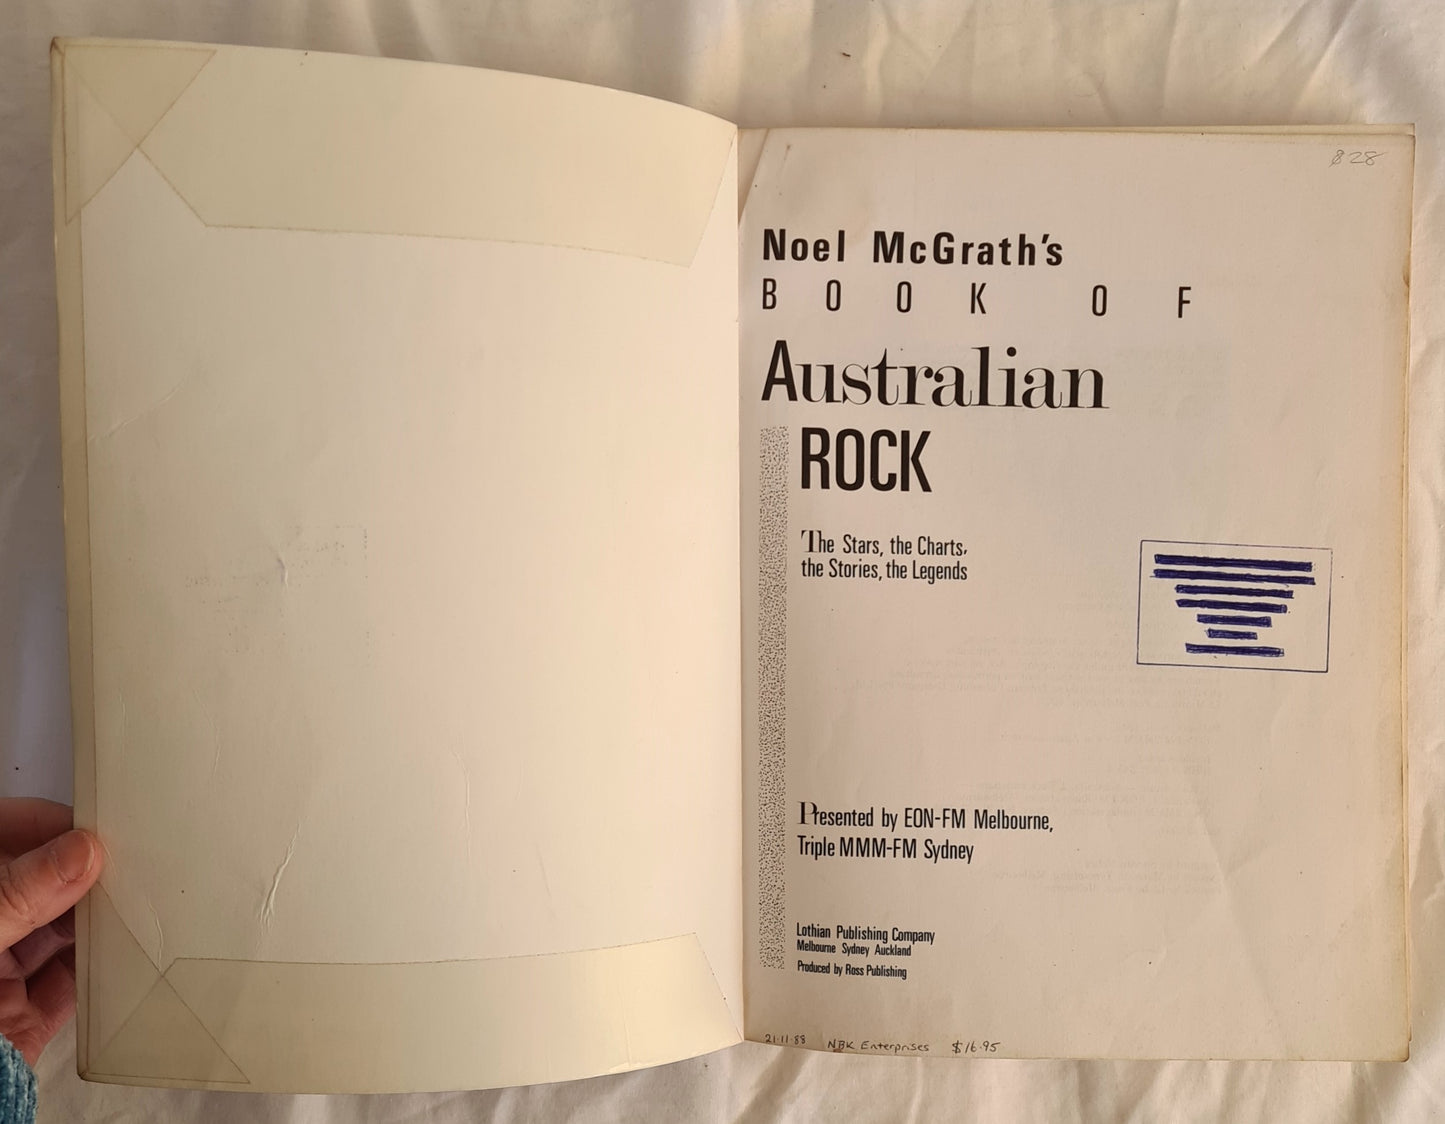 $28
Noel McGrath's
BOOK OF
Australian
ROCK
The Stars, the Charts,
the Stories, the Legends
Presented by EON-FM Melbourne,
Triple MMM-FM Sydney
Lothian Publishing Company
Melbourne Sydney Auckland
Produced by Ross Publishing
21·11·88 NBK Enterprises $16.95